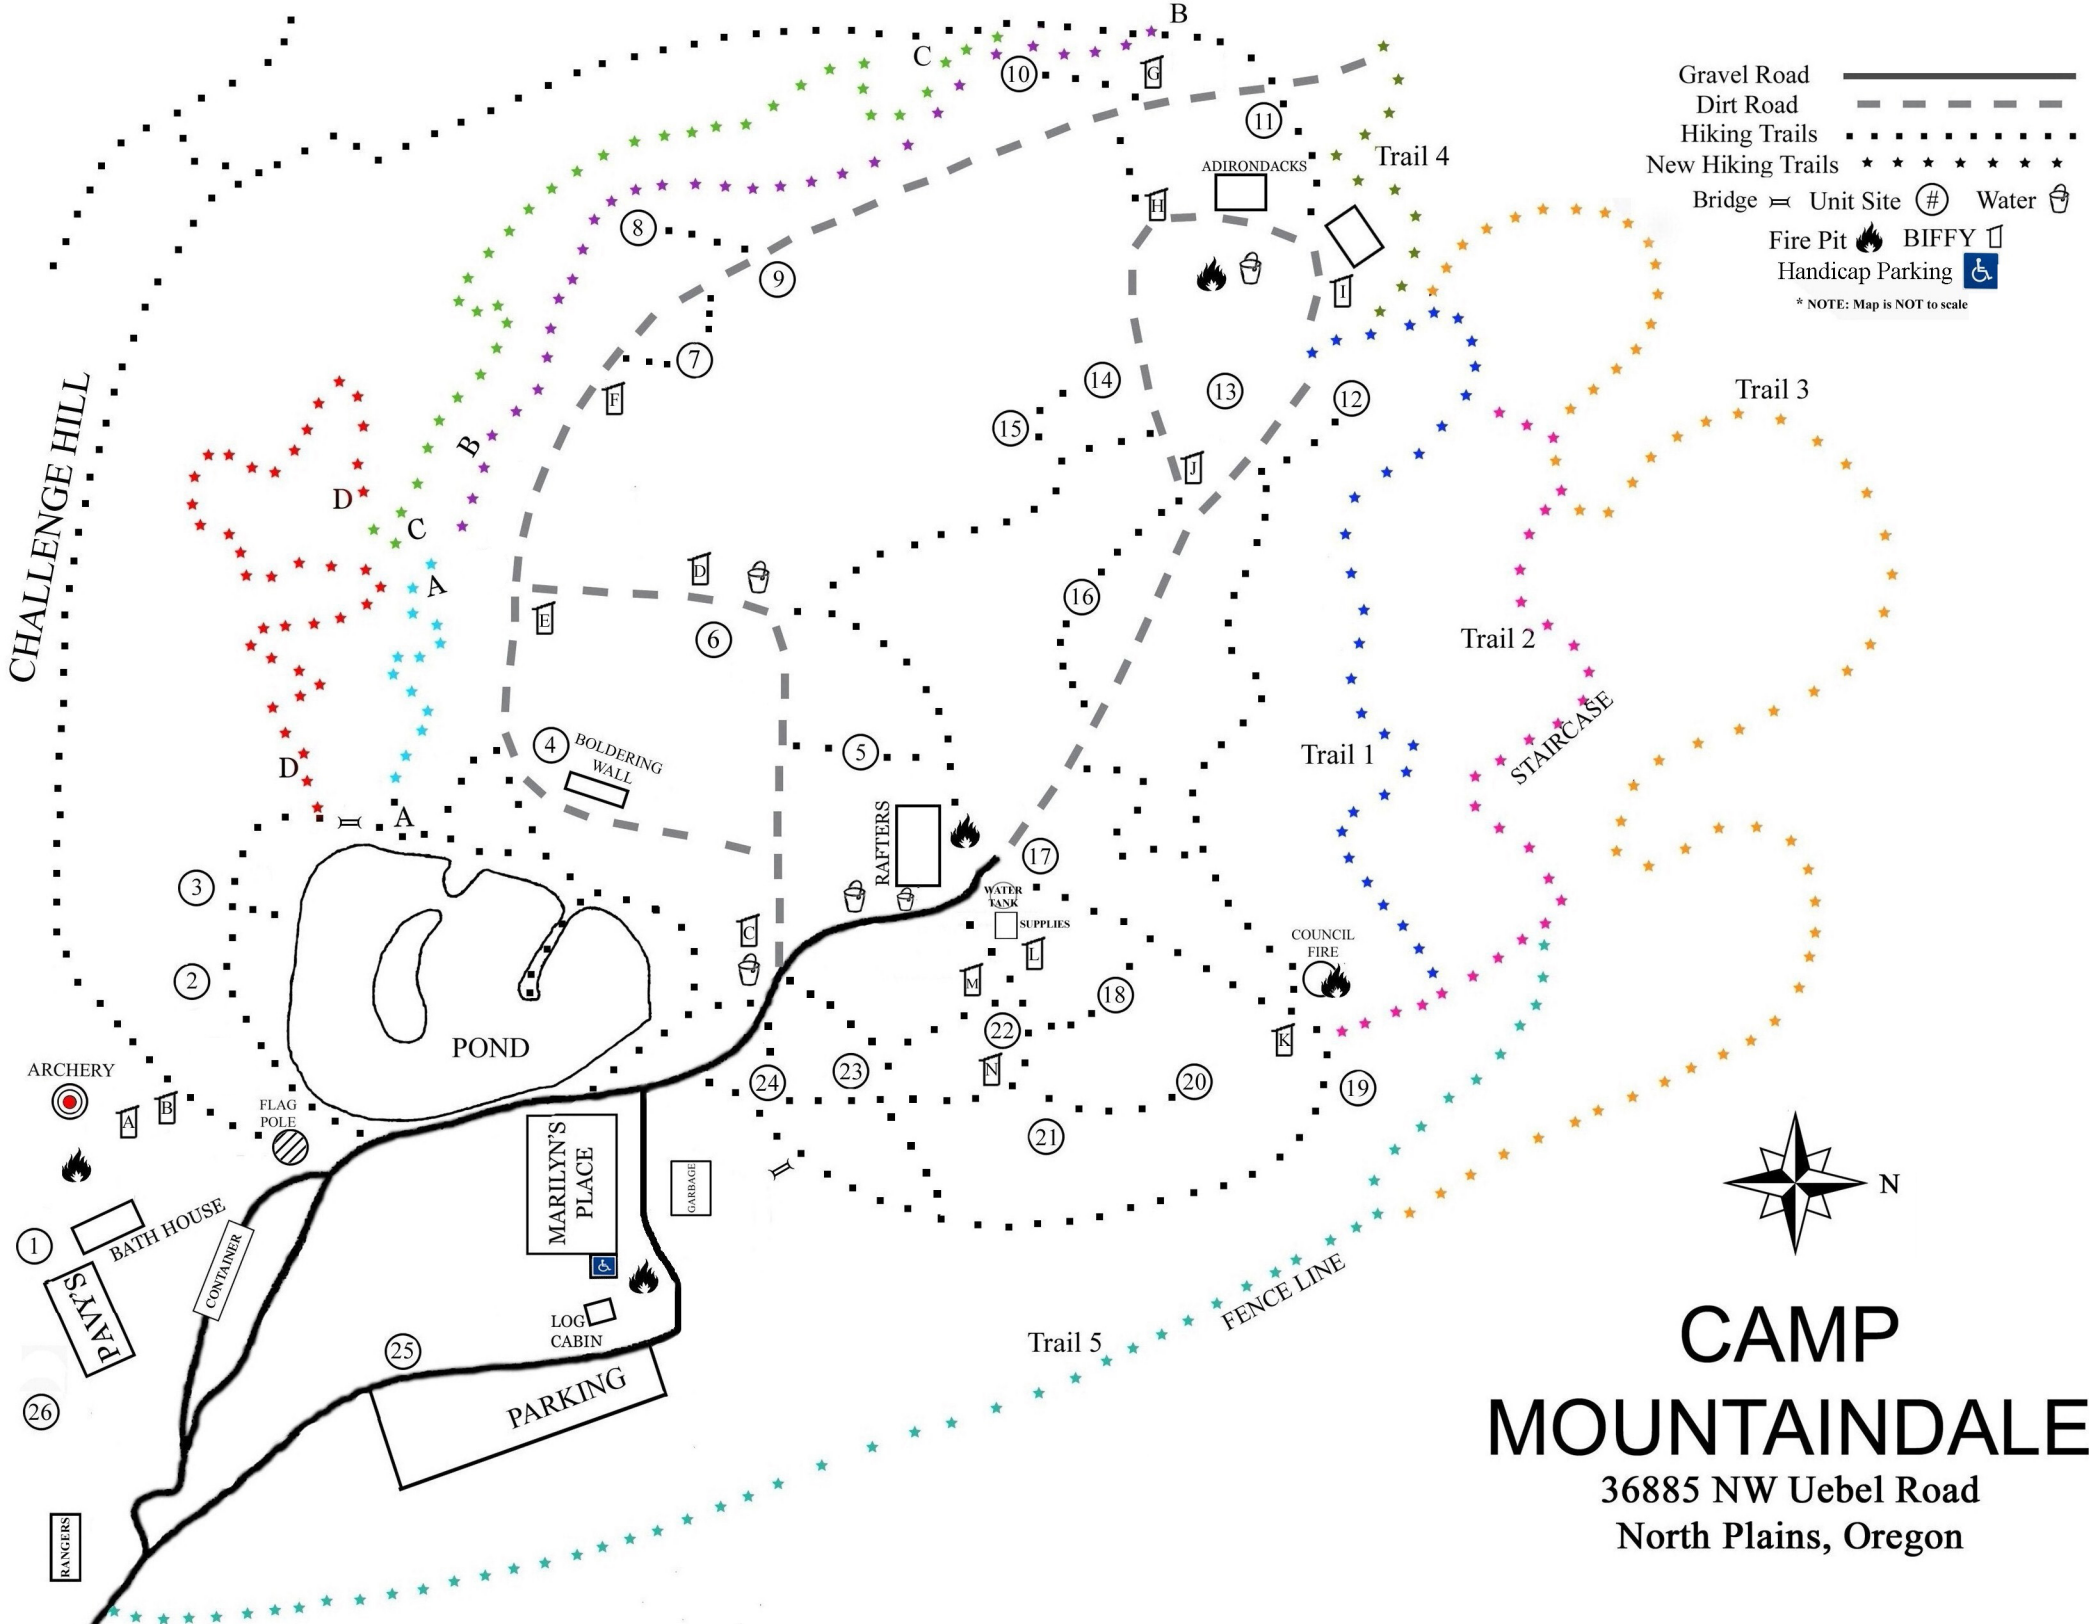 B
C
10
G
Gravel Road
Dirt Road
Hiking Trails
New Hiking Trails
Bridge Unit Site # Water
Fire Pit BIFFY
Handicap Parking
* NOTE: Map is NOT to scale
11
Trail 4
ADIRONDACKS
H
8
9
I
7
F
14
13
12
15
Trail 3
CHALLENGE HILL
B
J
D
C
A
D
E
6
16
Trail 2
4
BOLDERING
WALL
5
Trail 1
STAIRCASE
D
A
RAFTERS
17
3
WATER
TANK
SUPPLIES
C
L
COUNCIL
FIRE
2
M
18
POND
22
K
ARCHERY
A
B
FLAG
POLE
24
23
N
20
19
21
MARILYN'S
PLACE
GARBAGE
N
1
BATH HOUSE
CONTAINER
PAVY'S
FENCE LINE
LOG
CABIN
25
Trail 5
26
PARKING
RANGERS
CAMP
MOUNTAINDALE
36885 NW Uebel Road
North Plains, Oregon